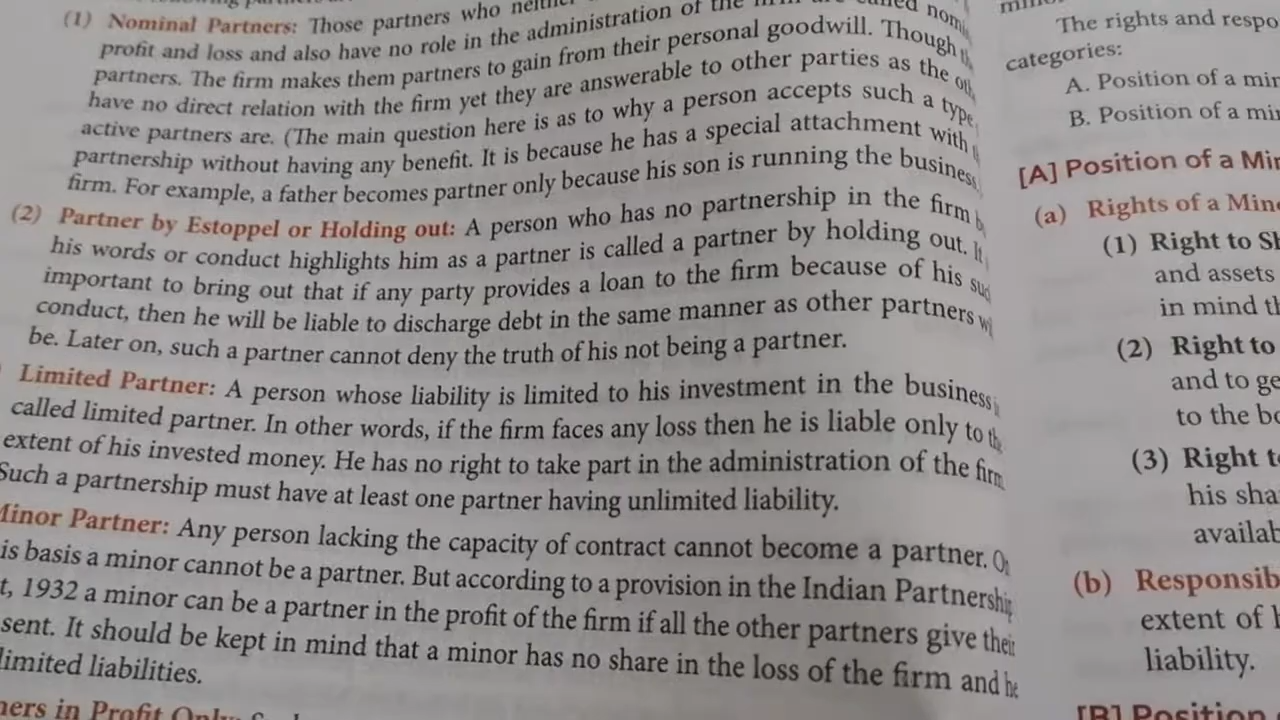 (1) Nominal Partners: Those partners who
profit and loss and also have no role in the administration of the
partners. The firm makes them partners to gain from their personal goodwill. Though
have no direct relation with the firm yet they are answerable to other parties as the
active partners are. (The main question here is as to why a person accepts such a type
partnership without having any benefit. It is because he has a special attachment with
firm. For example, a father becomes partner only because his son is running the business
(2) Partner by Estoppel or Holding out: A person who has no partnership in the firm
his words or conduct highlights him as a partner is called a partner by holding out. It
important to bring out that if any party provides a loan to the firm because of his
conduct, then he will be liable to discharge debt in the same manner as other partners
be. Later on, such a partner cannot deny the truth of his not being a partner.
Limited Partner: A person whose liability is limited to his investment in the business
called limited partner. In other words, if the firm faces any loss then he is liable only to
extent of his invested money. He has no right to take part in the administration of the firm
Such a partnership must have at least one partner having unlimited liability.
Minor Partner: Any person lacking the capacity of contract cannot become a partner.
is basis a minor cannot be a partner. But according to a provision in the Indian Partnership
t, 1932 a minor can be a partner in the profit of the firm if all the other partners give their
sent. It should be kept in mind that a minor has no share in the loss of the firm and he
limited liabilities.
ners in Profit Only
The rights and respo
categories:
A. Position of a min
B. Position of a mi
[A] Position of a Mi
(a) Rights of a Min
(1) Right to Sh
and assets
in mind th
(2) Right to
and to ge
to the bo
(3) Right t
his sha
availab
(b) Responsib
extent of
liability.
[B] Position